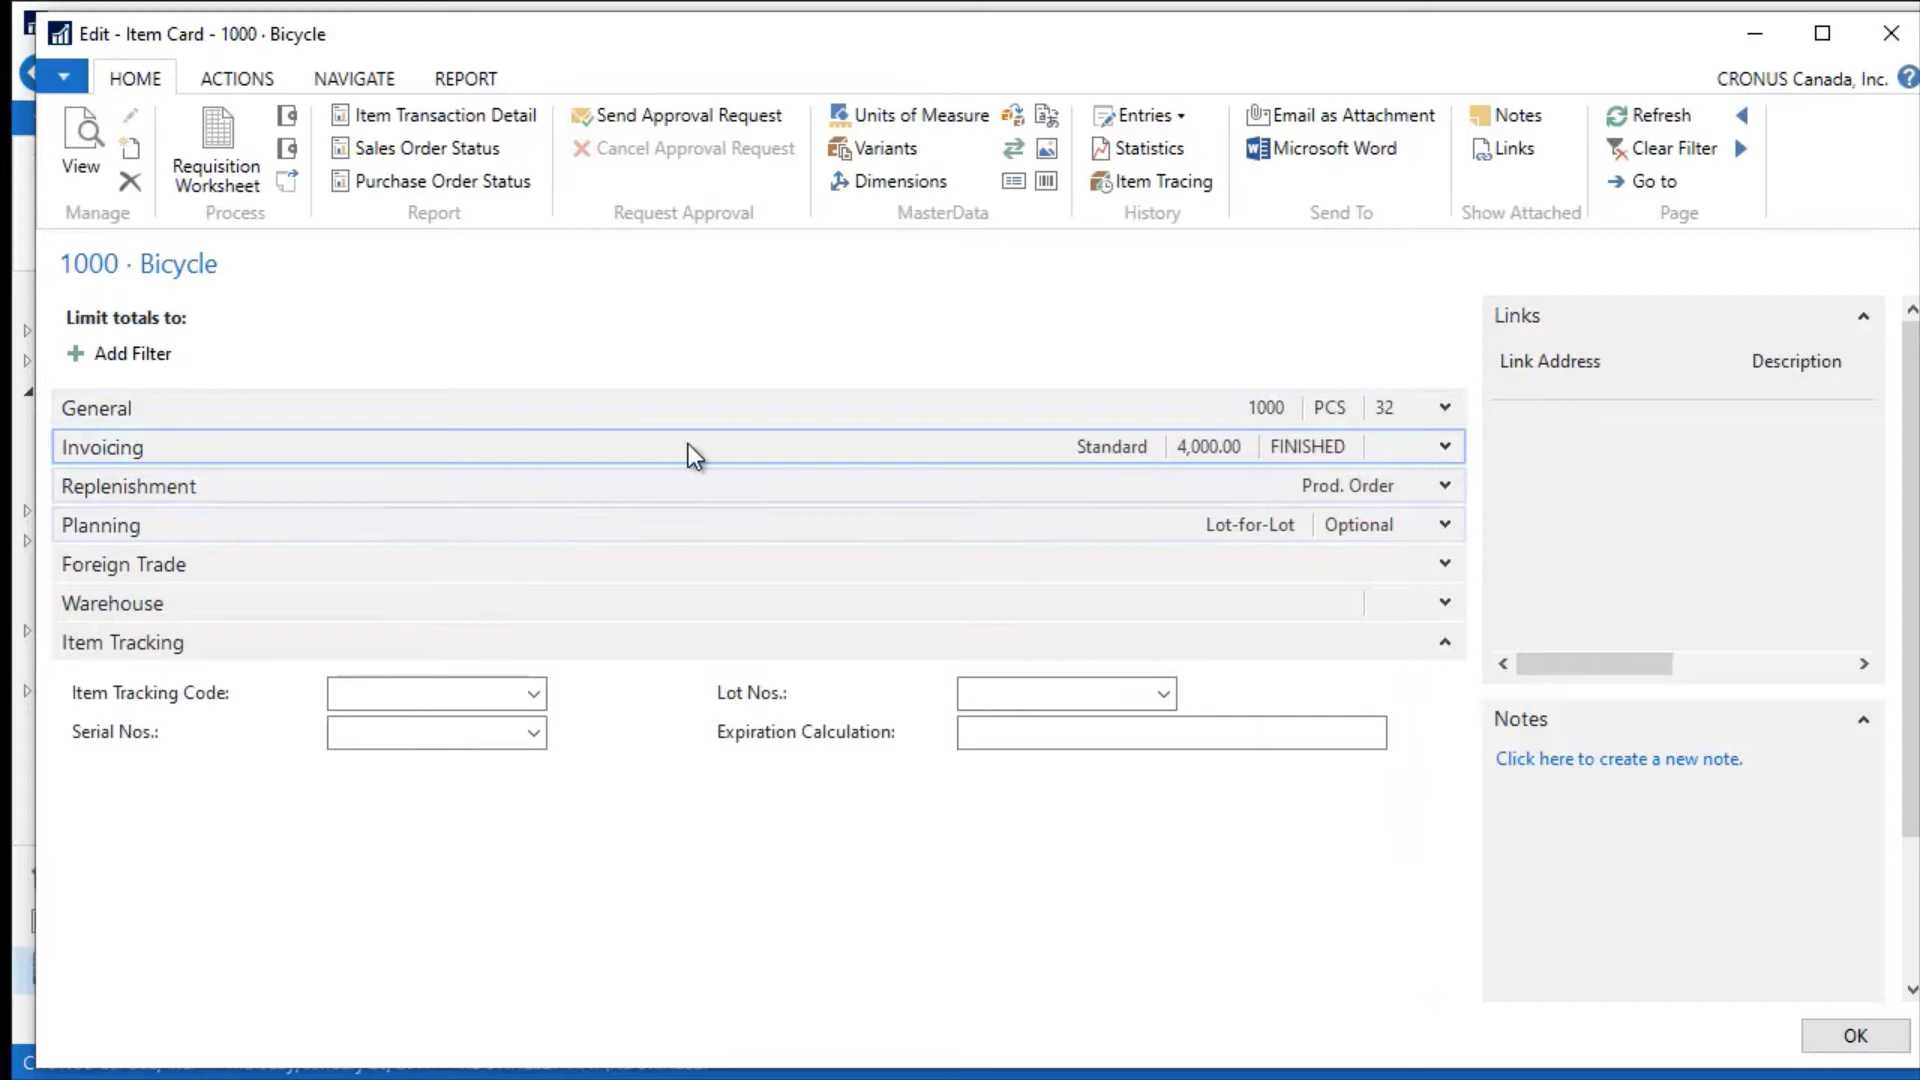 Edit - Item Card - 1000 · Bicycle
HOME ACTIONS NAVIGATE REPORT CRONUS Canada, Inc.
View
Manage
Requisition Worksheet
Process
Item Transaction Detail
Sales Order Status
Purchase Order Status
Report
Send Approval Request
Cancel Approval Request
Request Approval
Units of Measure
Variants
Dimensions
MasterData
Entries
Statistics
Item Tracing
History
Email as Attachment
Microsoft Word
Send To
Notes
Links
Show Attached
Refresh
Clear Filter
Go to
Page
1000 · Bicycle
Limit totals to:
Add Filter
General 1000 PCS 32
Invoicing Standard 4,000.00 FINISHED
Replenishment Prod. Order
Planning Lot-for-Lot Optional
Foreign Trade
Warehouse
Item Tracking
Item Tracking Code: Lot Nos.:
Serial Nos.: Expiration Calculation:
Links
Link Address Description
Notes
Click here to create a new note.
OK